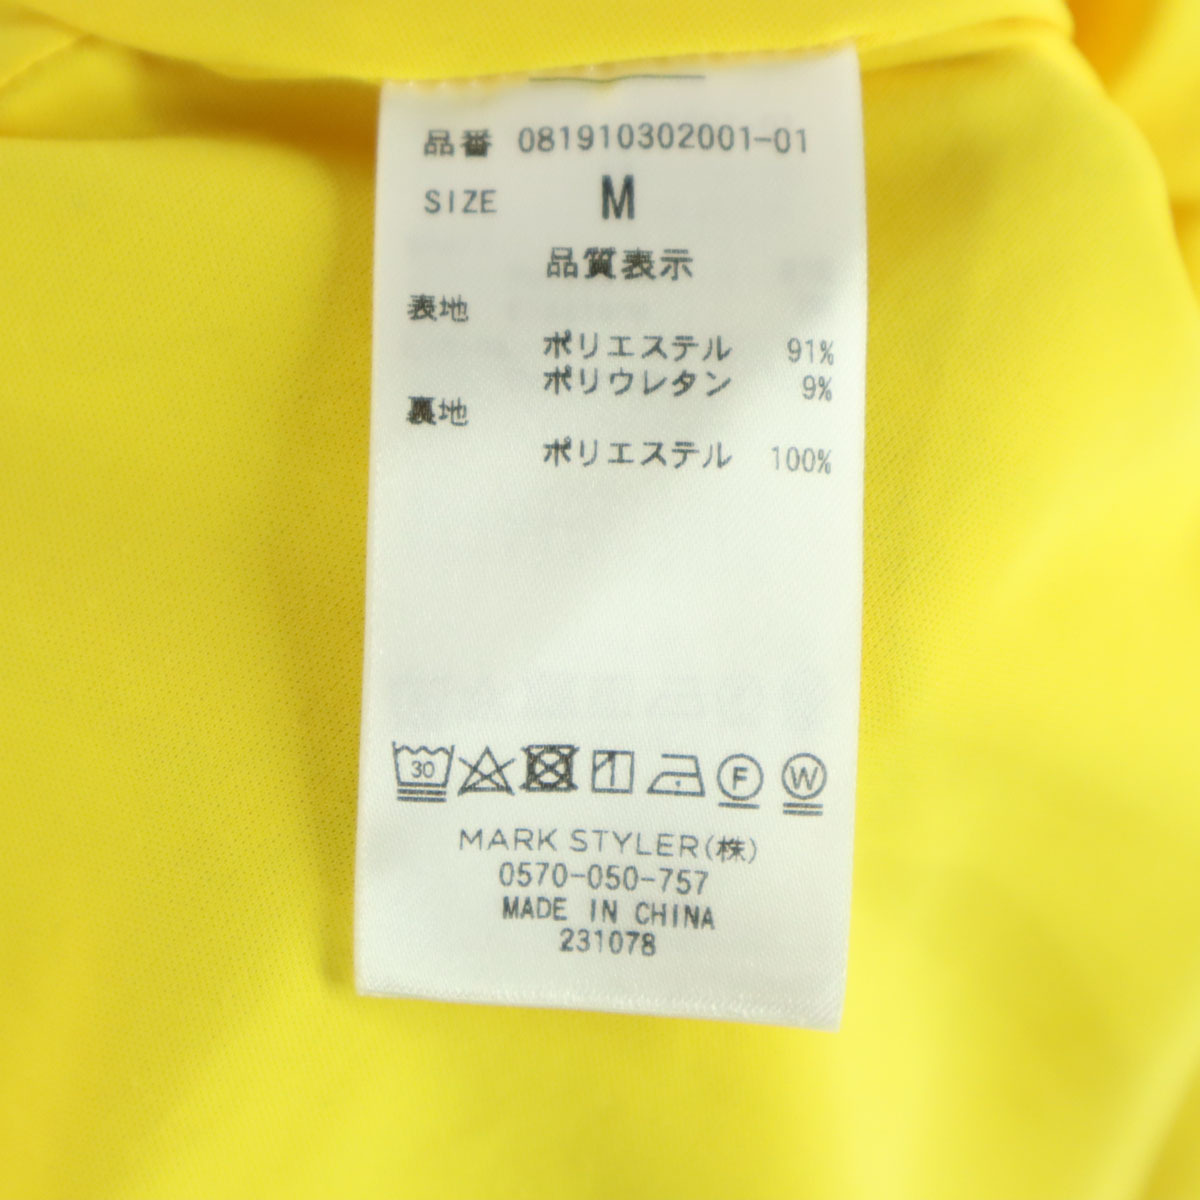 品番 081910302001-01
SIZE M
品質表示
表地
ポリエステル 91%
ポリウレタン 9%
裏地
ポリエステル 100%
30 F W
MARK STYLER(株)
0570-050-757
MADE IN CHINA
231078